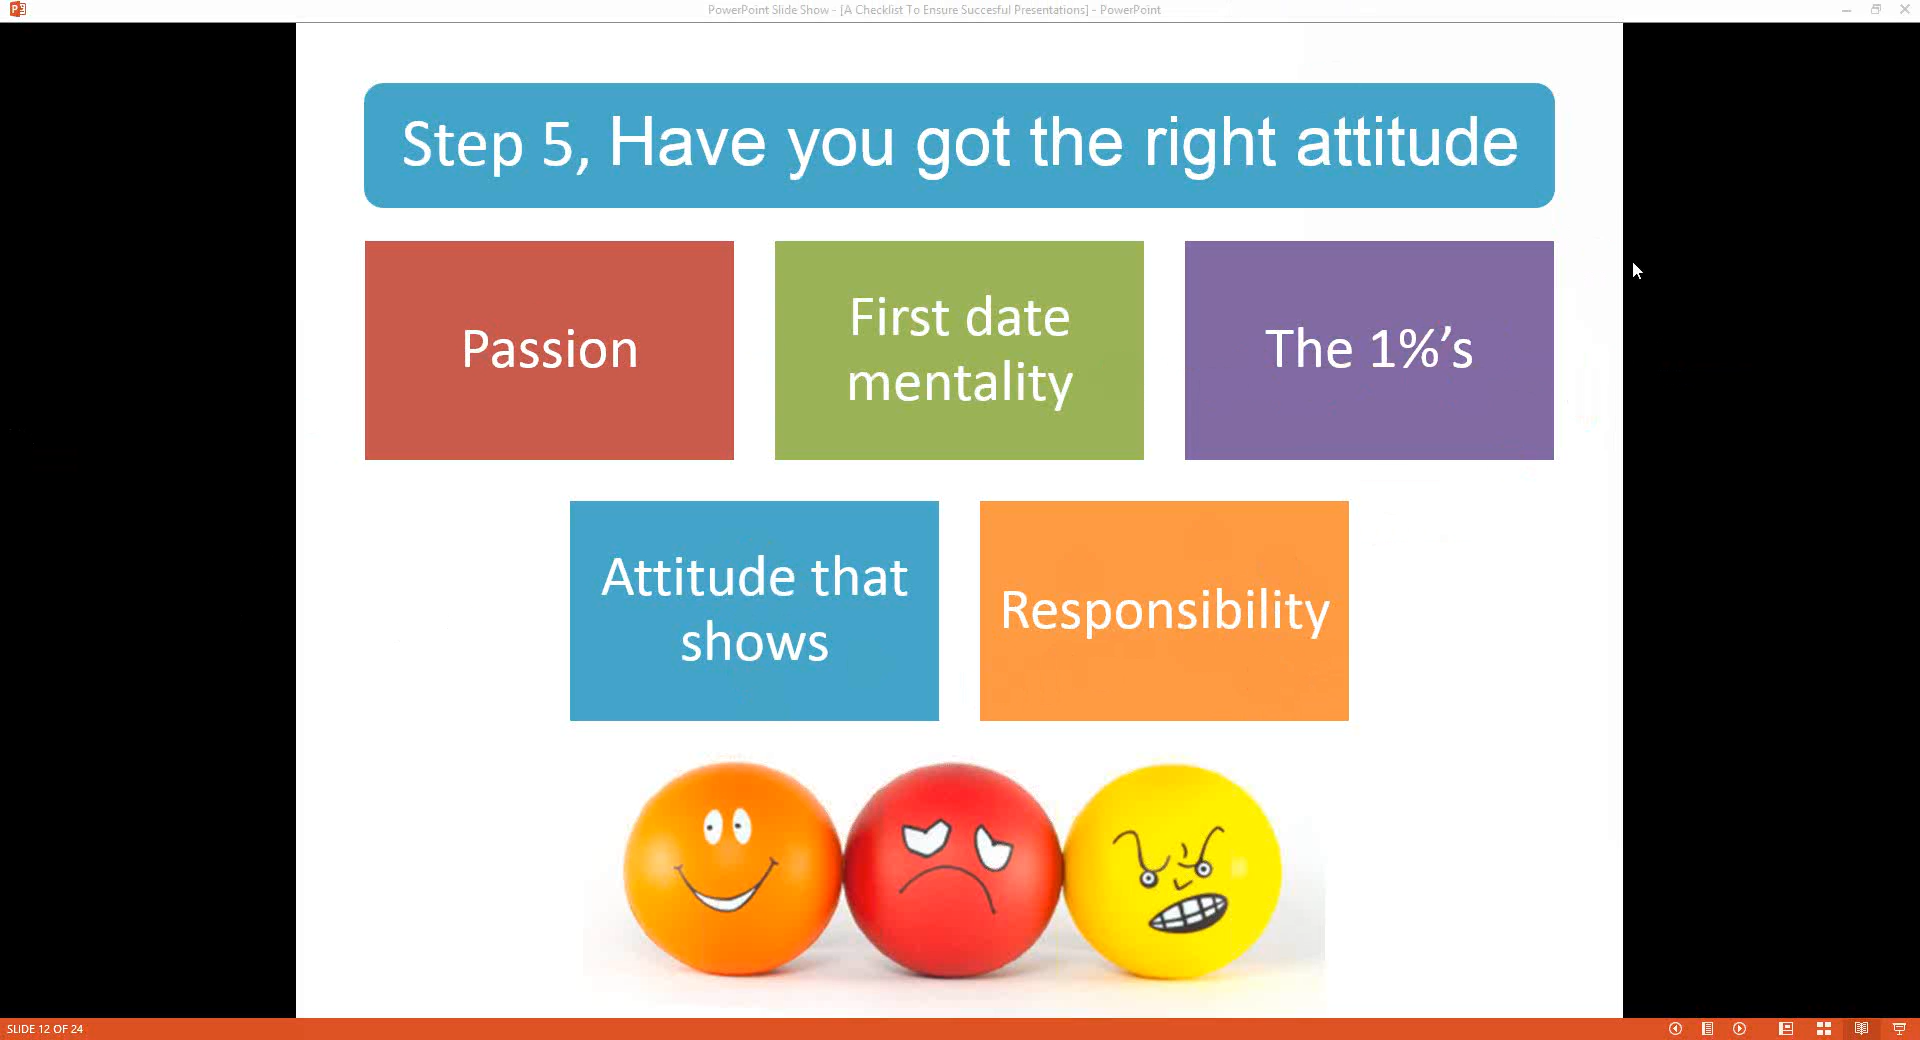 PowerPoint Slide Show - [A Checklist To Ensure Succesful Presentations] - PowerPoint
Step 5, Have you got the right attitude
Passion
First date
mentality
The 1%’s
Attitude that
shows
Responsibility
SLIDE 12 OF 24